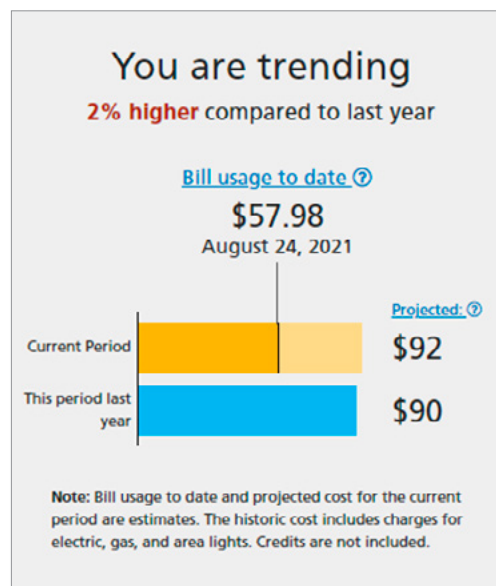 You are trending
2% higher compared to last year
Bill usage to date ?
$57.98
August 24, 2021
Projected: ?
Current Period
$92
This period last
year
$90
Note: Bill usage to date and projected cost for the current
period are estimates. The historic cost includes charges for
electric, gas, and area lights. Credits are not included.